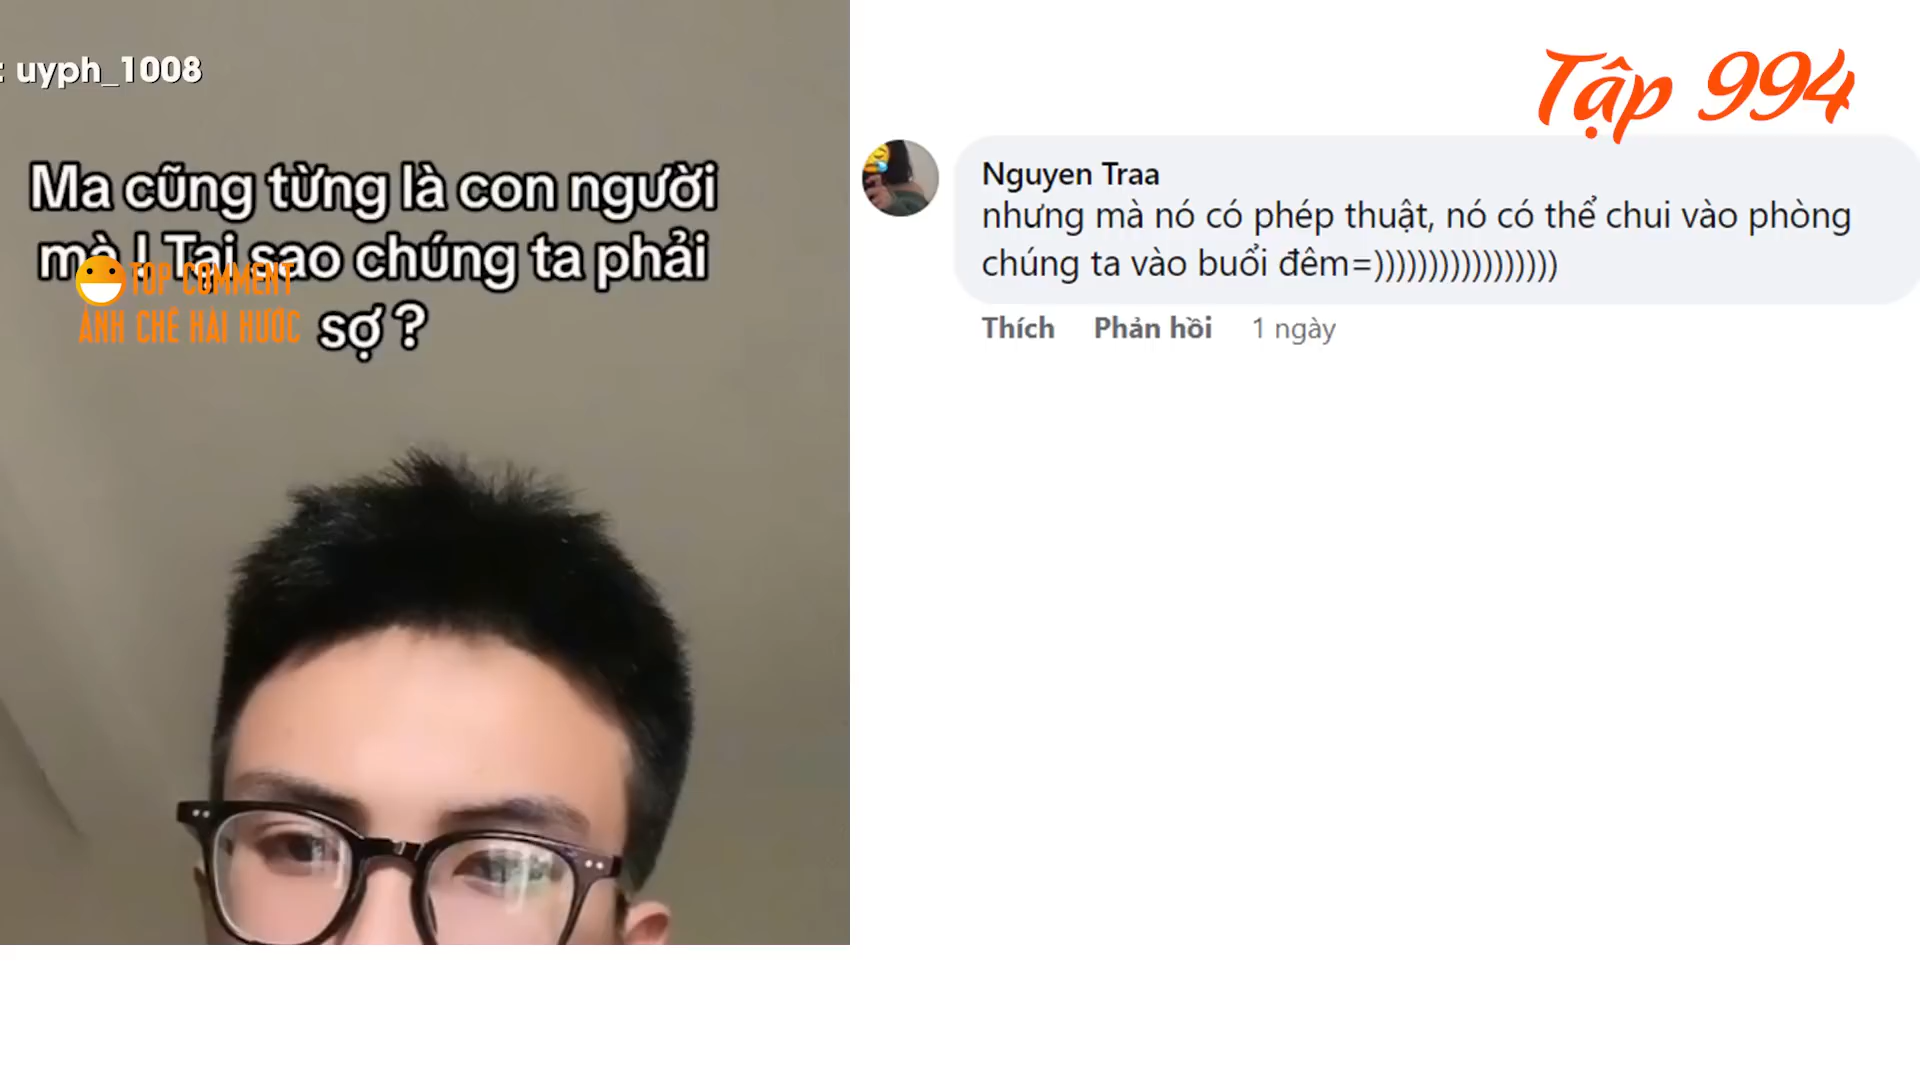 : uyph_1008
Ma cũng từng là con người
mà ! Tại sao chúng ta phải
sợ ?
TOP COMMENT
ẢNH CHẾ HÀI HƯỚC
Tập 994
Nguyen Traa
nhưng mà nó có phép thuật, nó có thể chui vào phòng
chúng ta vào buổi đêm=)))))))))))))))))
Thích Phản hồi 1 ngày